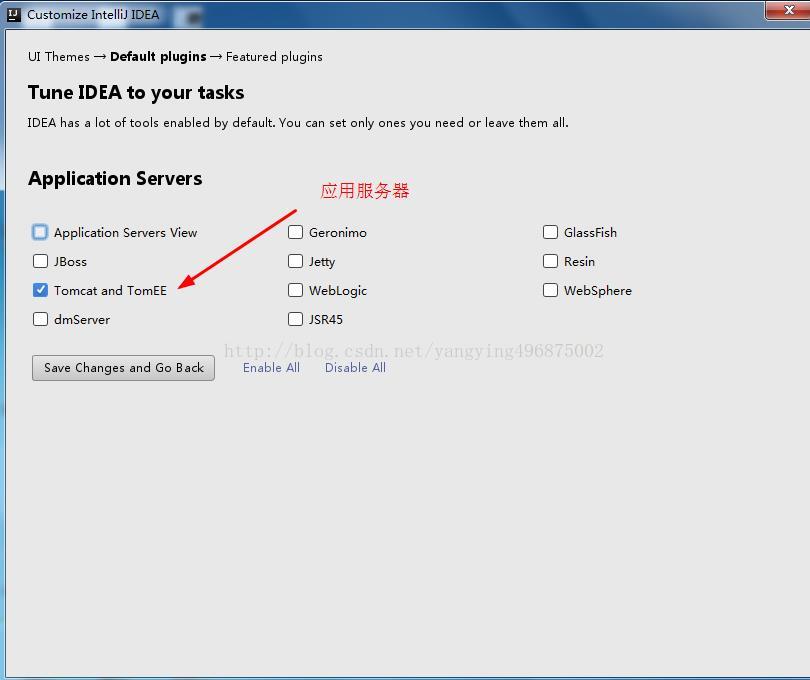 Customize IntelliJ IDEA
UI Themes → Default plugins → Featured plugins
Tune IDEA to your tasks
IDEA has a lot of tools enabled by default. You can set only ones you need or leave them all.
Application Servers
应用服务器
Application Servers View
Geronimo
GlassFish
JBoss
Jetty
Resin
Tomcat and TomEE
WebLogic
WebSphere
dmServer
JSR45
http://blog.csdn.net/yangying496875002
Save Changes and Go Back
Enable All
Disable All